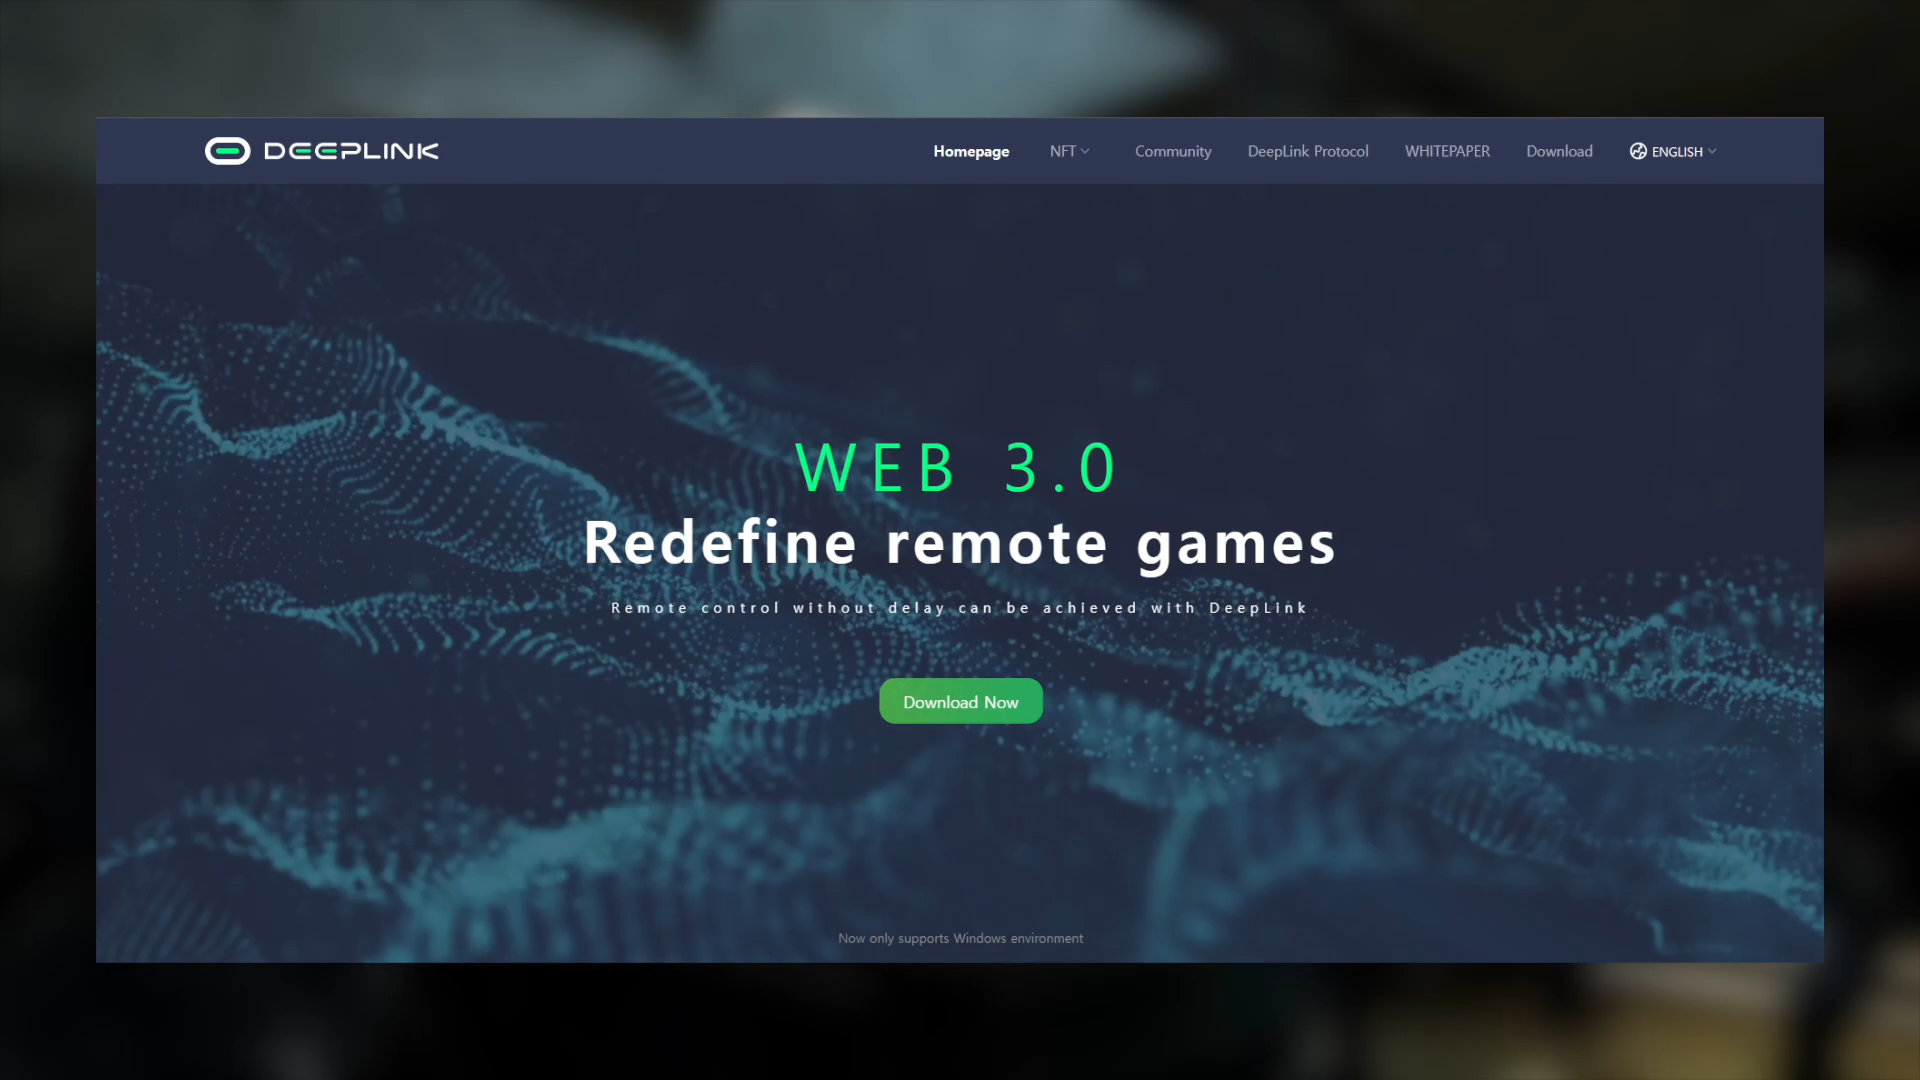 DEEPLINK
Homepage NFT Community DeepLink Protocol WHITEPAPER Download ENGLISH
WEB 3.0
Redefine remote games
Remote control without delay can be achieved with DeepLink
Download Now
Now only supports Windows environment